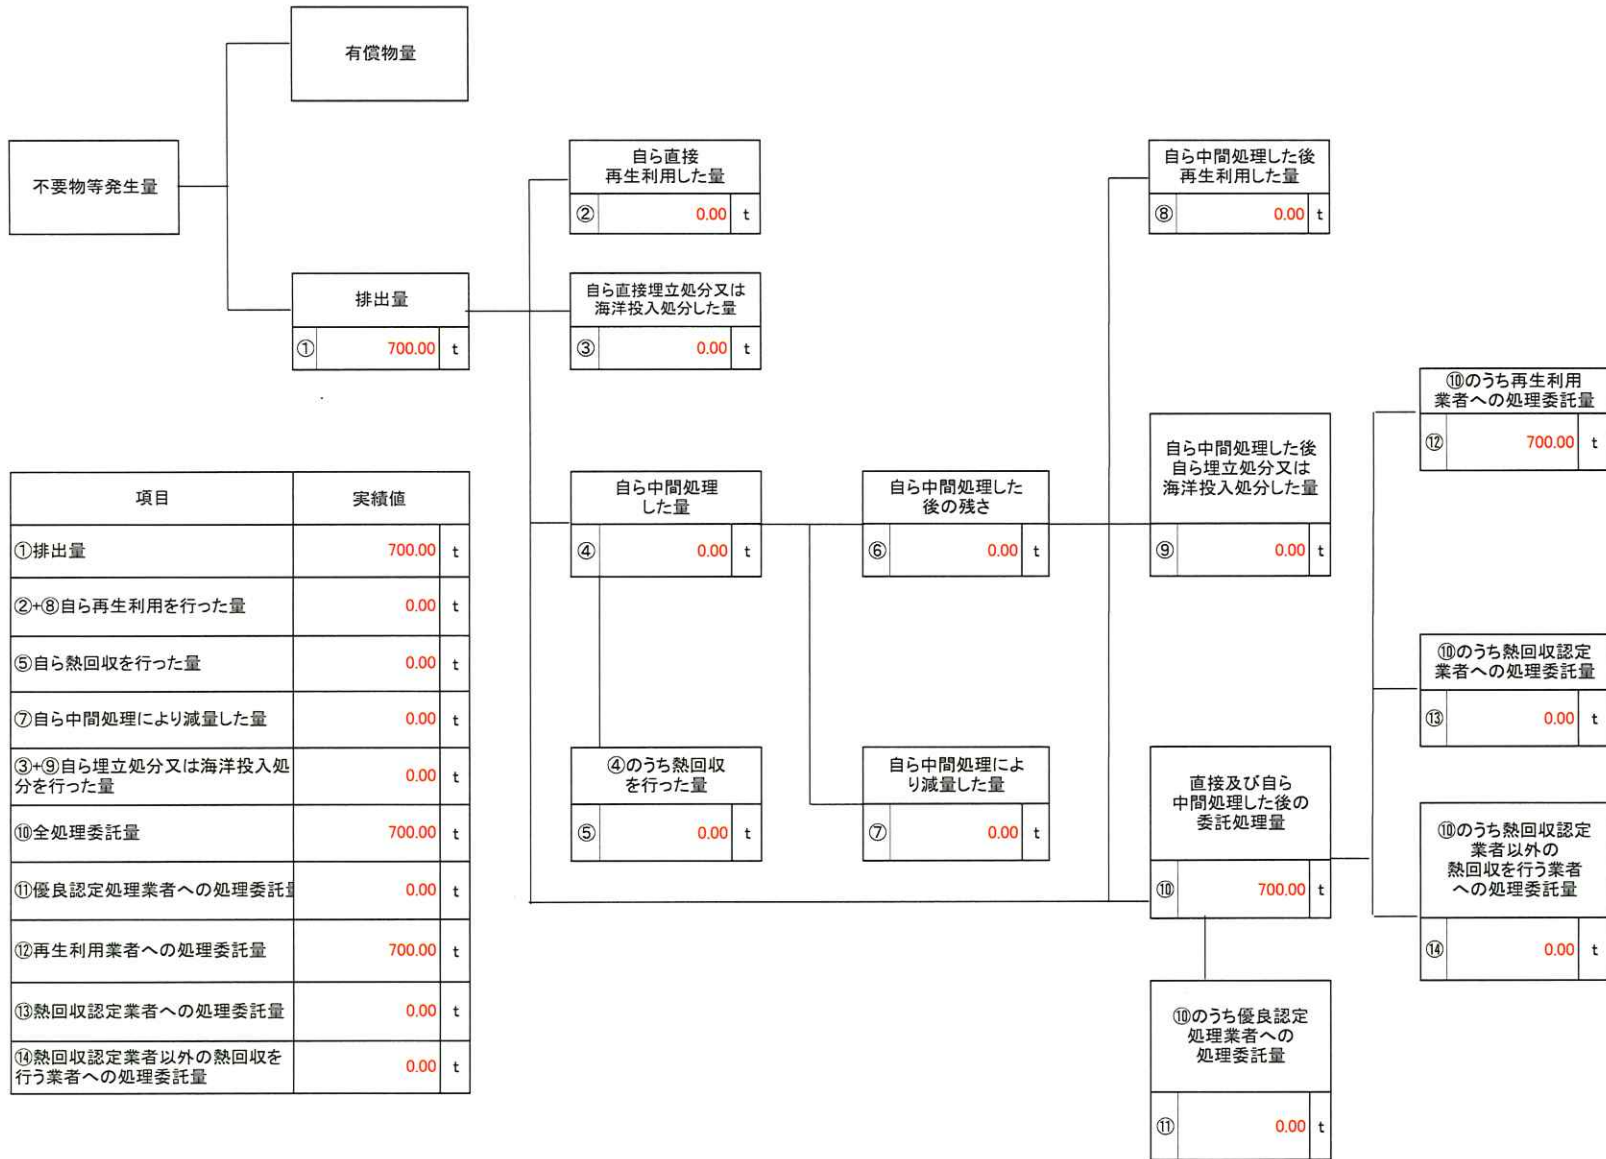 有償物量
不要物等発生量
排出量
① 700.00 t
自ら直接
再生利用した量
② 0.00 t
自ら直接埋立処分又は
海洋投入処分した量
③ 0.00 t
自ら中間処理
した量
④ 0.00 t
④のうち熱回収
を行った量
⑤ 0.00 t
自ら中間処理した
後の残さ
⑥ 0.00 t
自ら中間処理によ
り減量した量
⑦ 0.00 t
自ら中間処理した後
再生利用した量
⑧ 0.00 t
自ら中間処理した後
自ら埋立処分又は
海洋投入処分した量
⑨ 0.00 t
直接及び自ら
中間処理した後の
委託処理量
⑩ 700.00 t
⑩のうち優良認定
処理業者への
処理委託量
⑪ 0.00 t
⑩のうち再生利用
業者への処理委託量
⑫ 700.00 t
⑩のうち熱回収認定
業者への処理委託量
⑬ 0.00 t
⑩のうち熱回収認定
業者以外の
熱回収を行う業者
への処理委託量
⑭ 0.00 t
項目 実績値
①排出量 700.00 t
②+⑧自ら再生利用を行った量 0.00 t
⑤自ら熱回収を行った量 0.00 t
⑦自ら中間処理により減量した量 0.00 t
③+⑨自ら埋立処分又は海洋投入処
分を行った量 0.00 t
⑩全処理委託量 700.00 t
⑪優良認定処理業者への処理委託量 0.00 t
⑫再生利用業者への処理委託量 700.00 t
⑬熱回収認定業者への処理委託量 0.00 t
⑭熱回収認定業者以外の熱回収を
行う業者への処理委託量 0.00 t